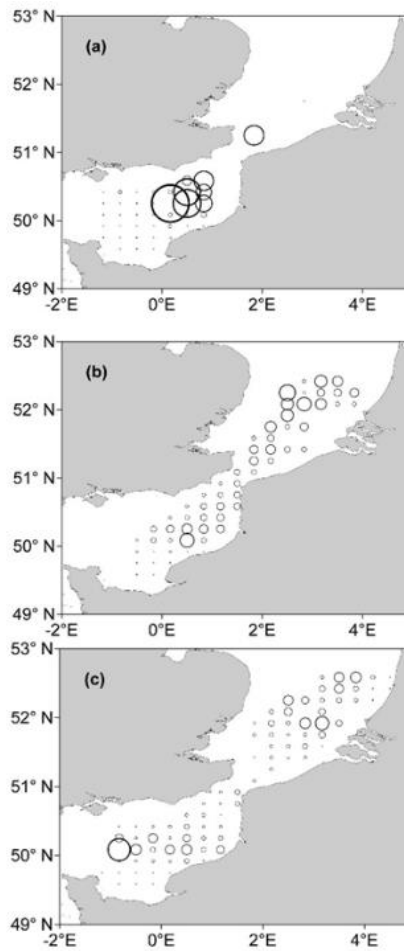 53° N
(a)
52° N
51° N
50° N
49° N
-2° E
0°E
2°E
4°E
53° N
(b)
52° N
51° N
50° N
49° N
-2° E
0°E
2°E
4°E
53° N
(c)
52° N
51° N
50° N
49° N
-2° E
0°E
2°E
4°E